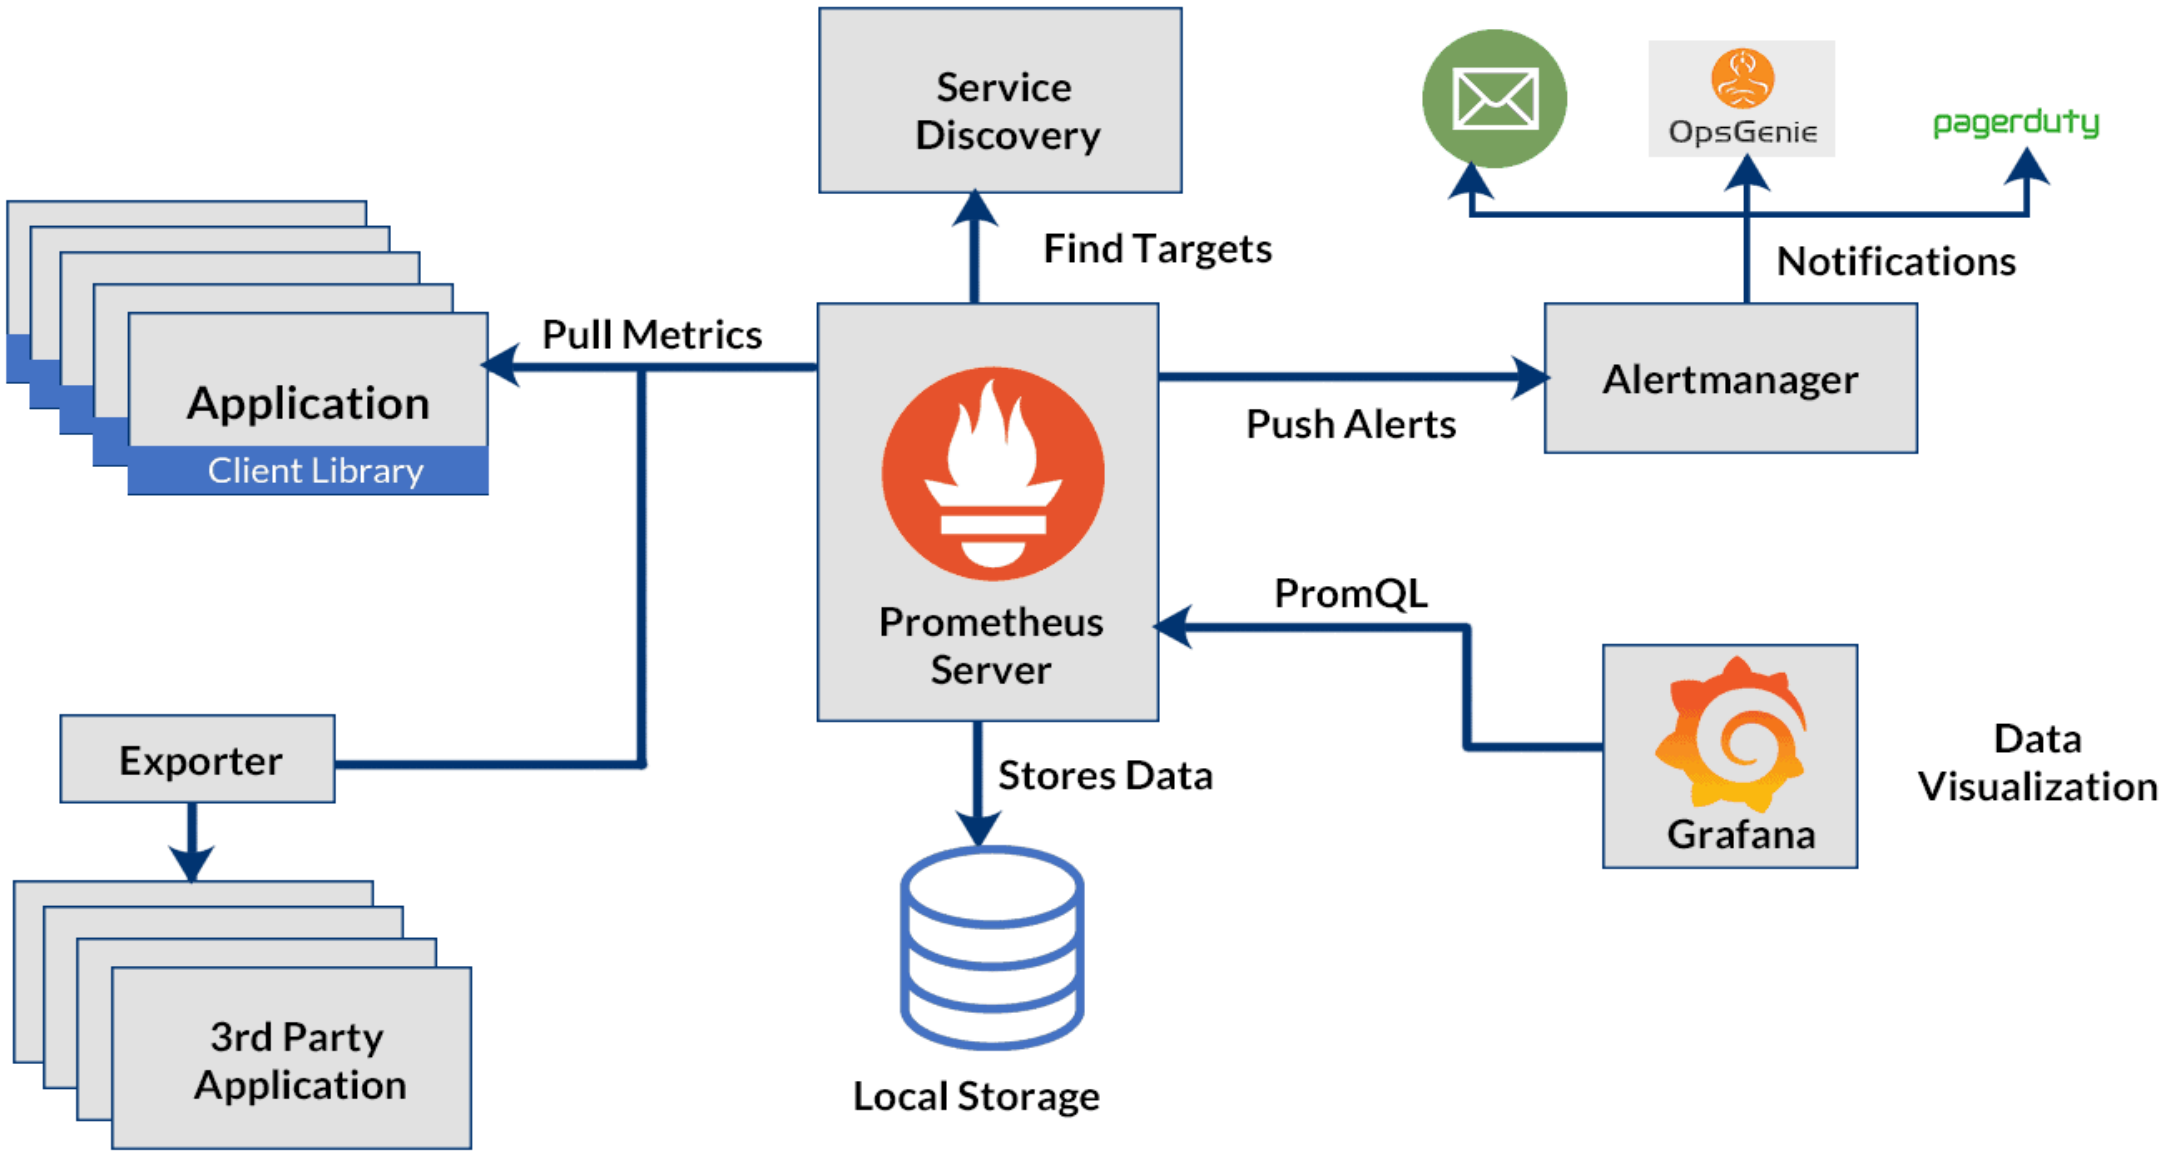 Service
Discovery
OpsGenie
pagerduty
Find Targets
Notifications
Pull Metrics
Application
Client Library
Push Alerts
Alertmanager
Prometheus
Server
PromQL
Exporter
Stores Data
Grafana
Data
Visualization
3rd Party
Application
Local Storage